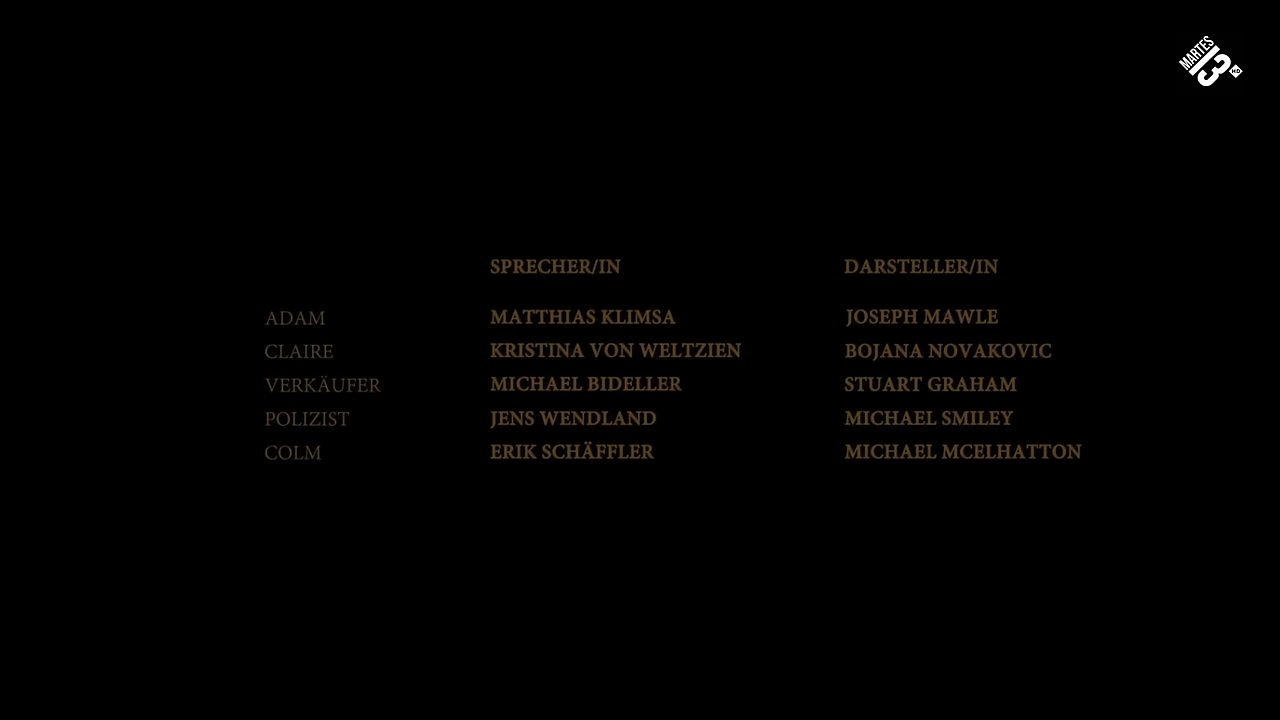 MARTES
13
HD
SPRECHER/IN DARSTELLER/IN
ADAM MATTHIAS KLIMSA JOSEPH MAWLE
CLAIRE KRISTINA VON WELTZIEN BOJANA NOVAKOVIC
VERKÄUFER MICHAEL BIDELLER STUART GRAHAM
POLIZIST JENS WENDLAND MICHAEL SMILEY
COLM ERIK SCHÄFFLER MICHAEL MCELHATTON